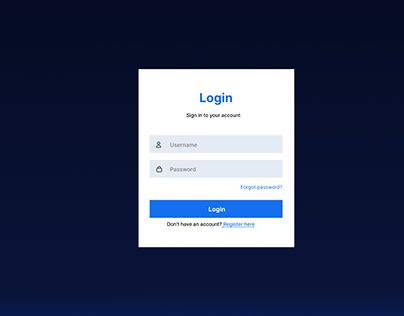 Login
Sign in to your account
Username
Password
Forgot password?
Login
Don't have an account? Register here